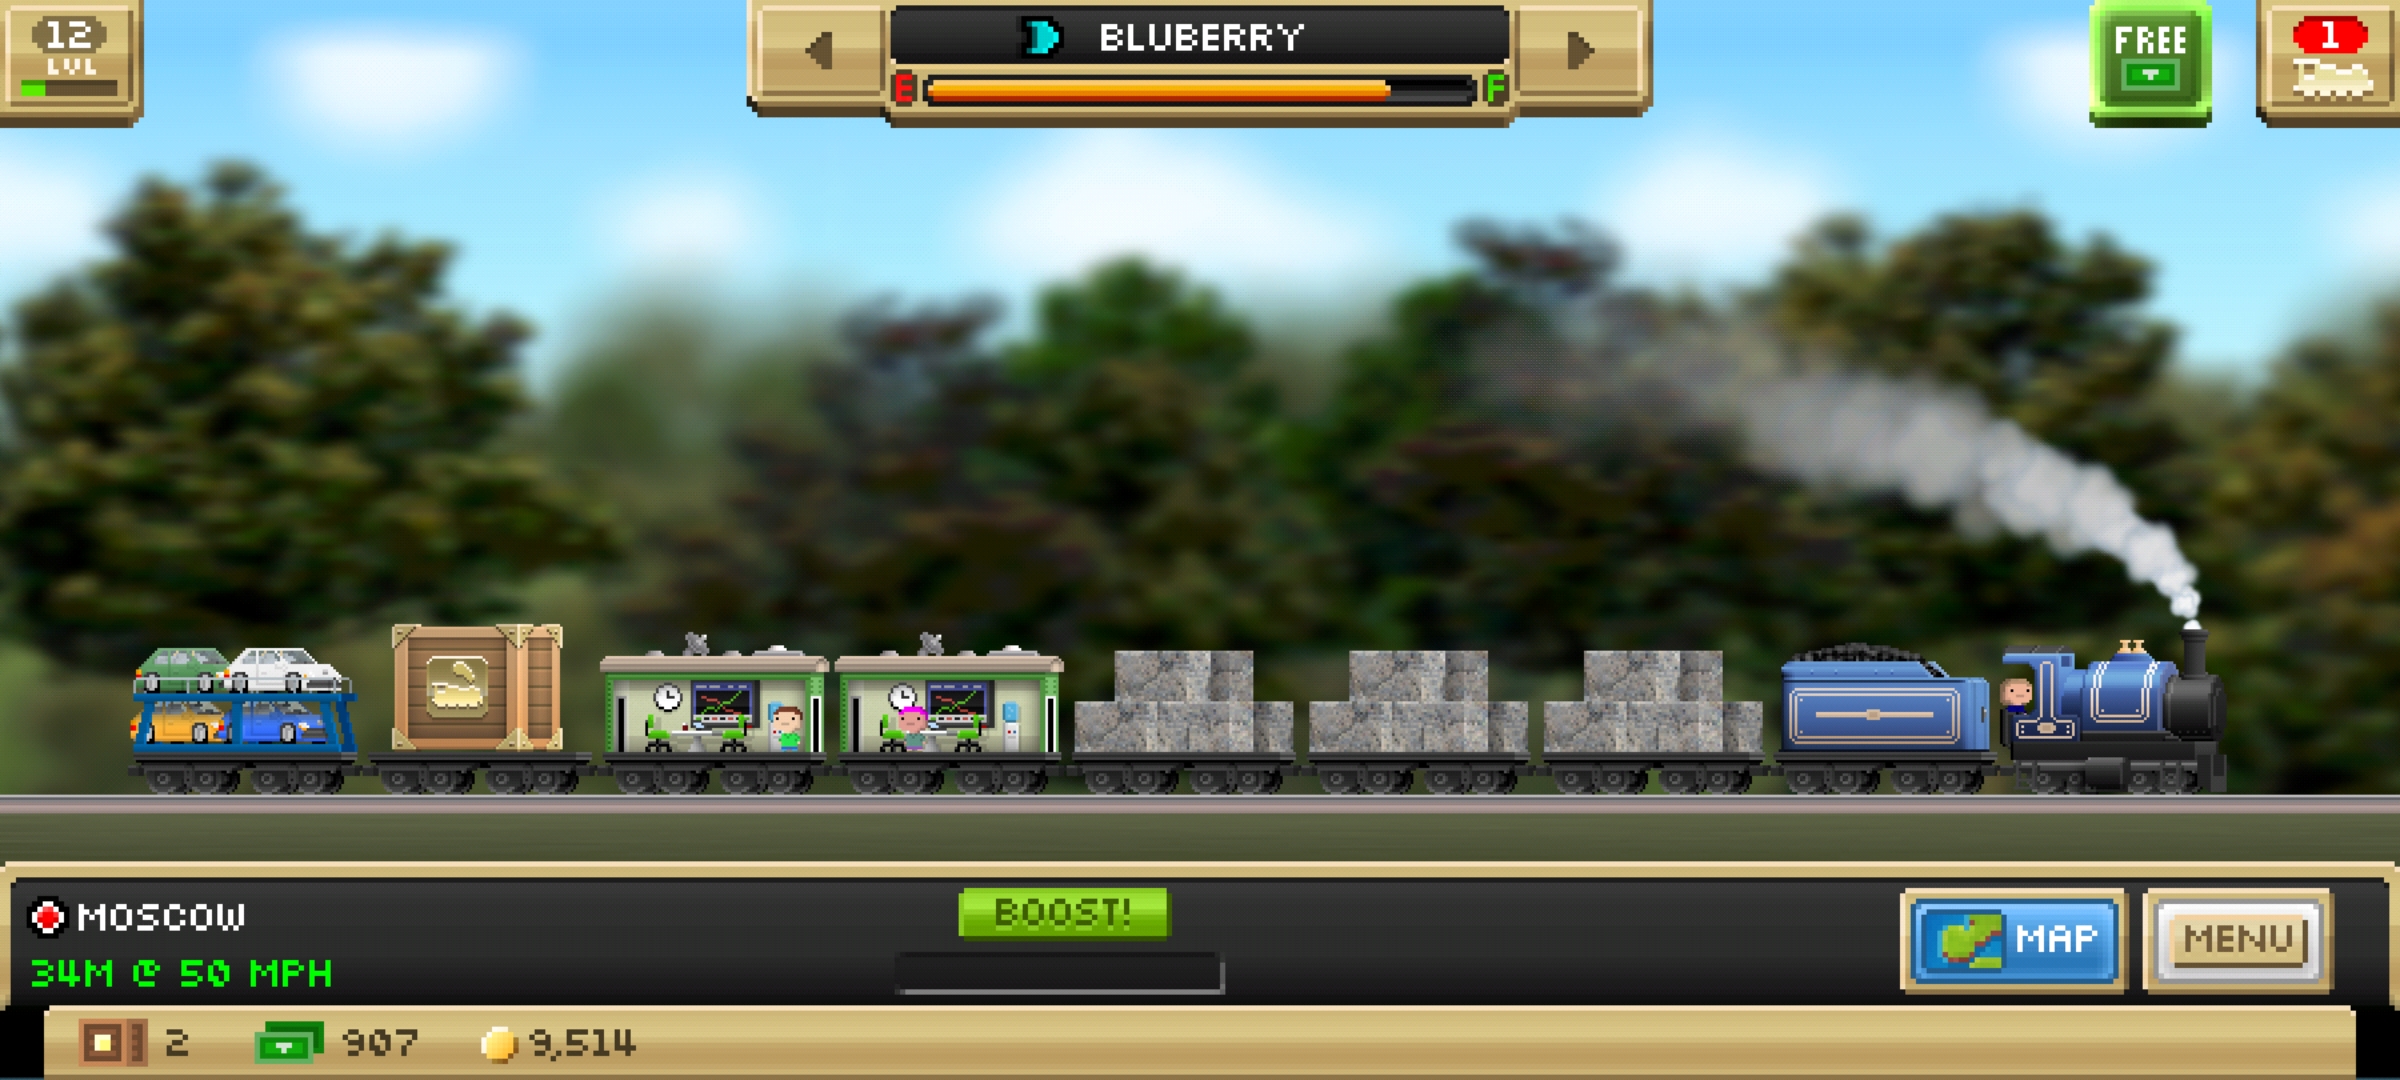 12
LVL
BLUBERRY
E F
FREE
1
MOSCOW
34M @ 50 MPH
BOOST!
MAP
MENU
2
907
9,514